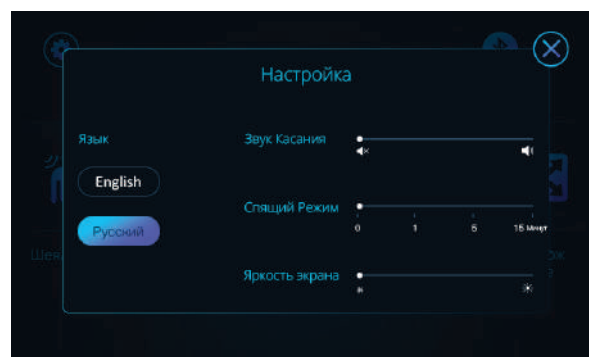 Настройка
Язык
English
Русский
Звук Касания
Спящий Режим
0 1 5 15 Минут
Яркость экрана